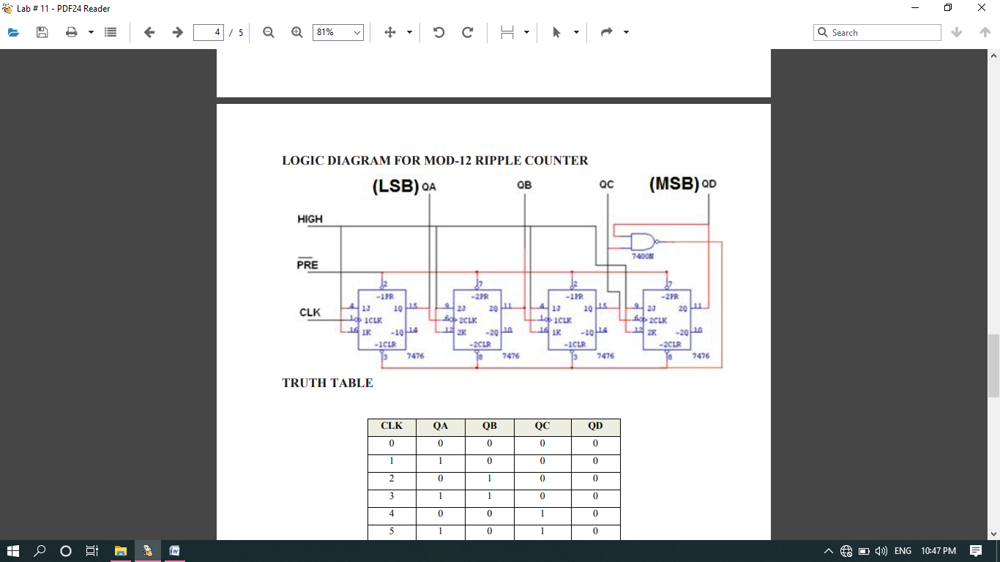 Lab # 11 - PDF24 Reader
4 / 5
81%
Search
LOGIC DIAGRAM FOR MOD-12 RIPPLE COUNTER
(LSB) QA QB QC (MSB) QD
HIGH
7400N
PRE
2 7 2 7
~1PR ~2PR ~1PR ~2PR
4 1J 1Q 15 9 2J 2Q 11 4 1J 1Q 15 9 2J 2Q 11
CLK 1 1CLK 6 2CLK 1 1CLK 6 2CLK
16 1K ~1Q 14 12 2K ~2Q 10 16 1K ~1Q 14 12 2K ~2Q 10
~1CLR ~2CLR ~1CLR ~2CLR
3 7476 8 7476 3 7476 8 7476
TRUTH TABLE
CLK QA QB QC QD
0 0 0 0 0
1 1 0 0 0
2 0 1 0 0
3 1 1 0 0
4 0 0 1 0
5 1 0 1 0
ENG 10:47 PM